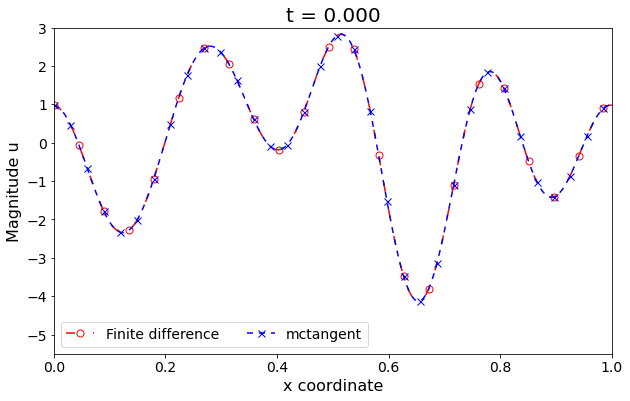 t = 0.000
Magnitude u
3
2
1
0
−1
−2
−3
−4
−5
Finite difference
mctangent
0.0 0.2 0.4 0.6 0.8 1.0
x coordinate